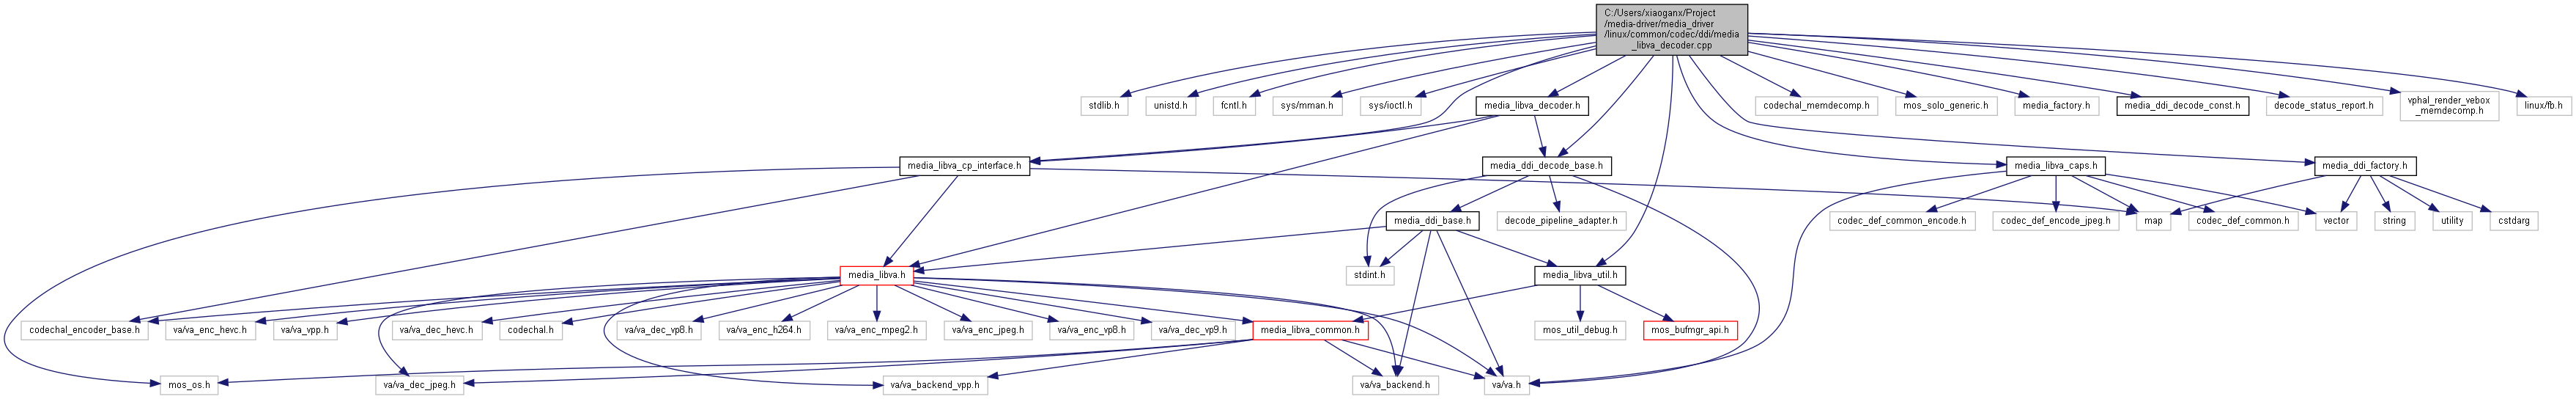 C:/Users/xiaoganx/Project
/media-driver/media_driver
/linux/common/codec/ddi/media
_libva_decoder.cpp
stdlib.h
unistd.h
fcntl.h
sys/mman.h
sys/ioctl.h
media_libva_decoder.h
codechal_memdecomp.h
mos_solo_generic.h
media_factory.h
media_ddi_decode_const.h
decode_status_report.h
vphal_render_vebox
_memdecomp.h
linux/fb.h
media_libva_cp_interface.h
media_ddi_decode_base.h
media_libva_caps.h
media_ddi_factory.h
media_ddi_base.h
decode_pipeline_adapter.h
codec_def_common_encode.h
codec_def_encode_jpeg.h
map
codec_def_common.h
vector
string
utility
cstdarg
media_libva.h
stdint.h
media_libva_util.h
codechal_encoder_base.h
va/va_enc_hevc.h
va/va_vpp.h
va/va_dec_hevc.h
codechal.h
va/va_dec_vp8.h
va/va_enc_h264.h
va/va_enc_mpeg2.h
va/va_enc_jpeg.h
va/va_enc_vp8.h
va/va_dec_vp9.h
media_libva_common.h
mos_util_debug.h
mos_bufmgr_api.h
mos_os.h
va/va_dec_jpeg.h
va/va_backend_vpp.h
va/va_backend.h
va/va.h